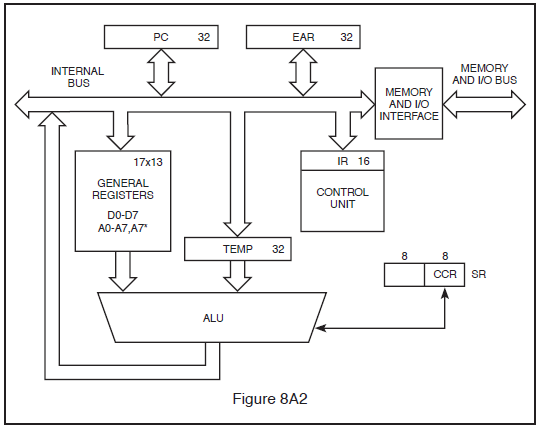 PC 32
EAR 32
INTERNAL
BUS
MEMORY
AND I/O BUS
MEMORY
AND I/O
INTERFACE
17x13
GENERAL
REGISTERS
D0-D7
A0-A7,A7*
IR 16
CONTROL
UNIT
TEMP 32
8 8
CCR SR
ALU
Figure 8A2